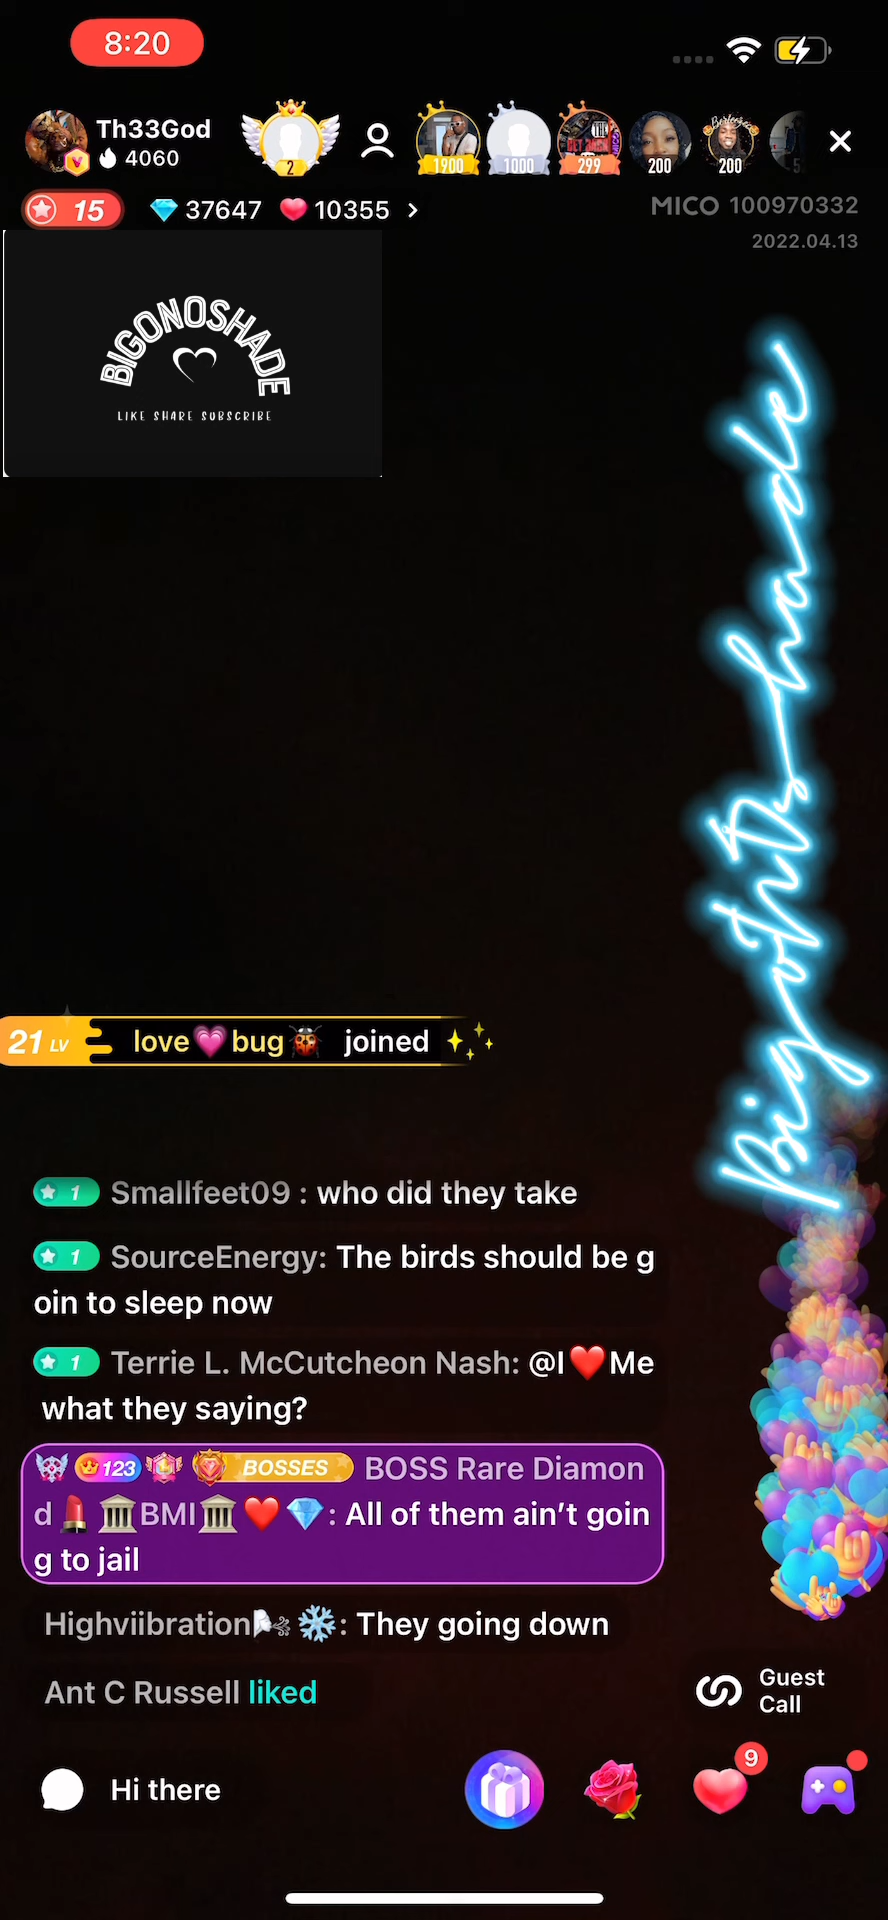 8:20
Th33God
4060
2
1900
1000
299
200
200
15
37647
10355
MICO 100970332
2022.04.13
BIGONOSHADE
LIKE SHARE SUBSCRIBE
21 LV love💗bug🐞 joined
1 Smallfeet09 : who did they take
1 SourceEnergy: The birds should be g
oin to sleep now
1 Terrie L. McCutcheon Nash: @I❤️Me
what they saying?
123 BOSSES BOSS Rare Diamon
d💄🏛️BMI🏛️❤️💎: All of them ain’t goin
g to jail
Highviibration🌬️❄️: They going down
Ant C Russell liked
Guest
Call
Hi there
9